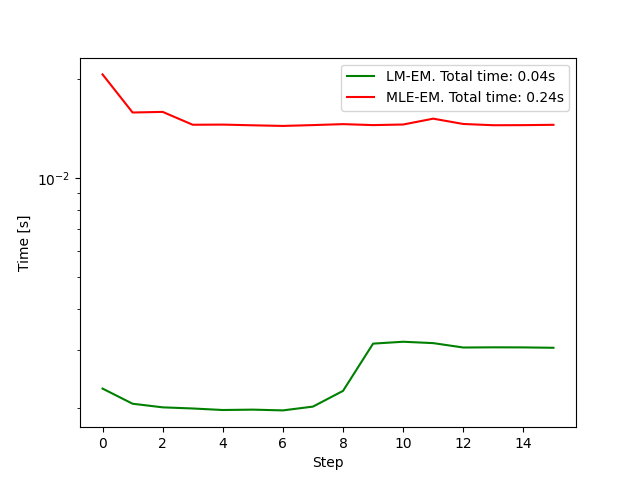 LM-EM. Total time: 0.04s
MLE-EM. Total time: 0.24s
10⁻²
Time [s]
0 2 4 6 8 10 12 14
Step